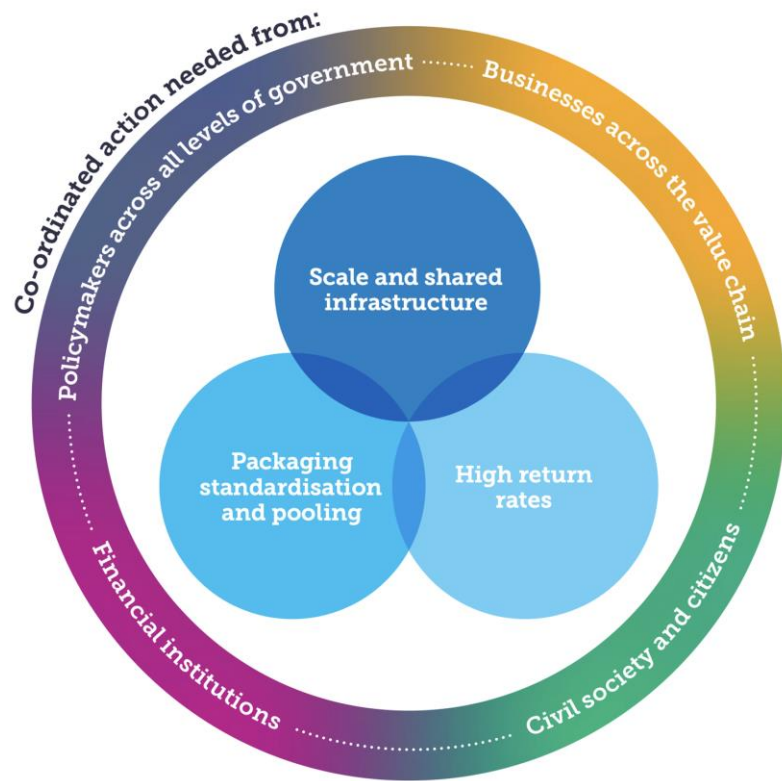 Co-ordinated action needed from:
Policymakers across all levels of government
Businesses across the value chain
Civil society and citizens
Financial institutions
Scale and shared
infrastructure
Packaging
standardisation
and pooling
High return
rates